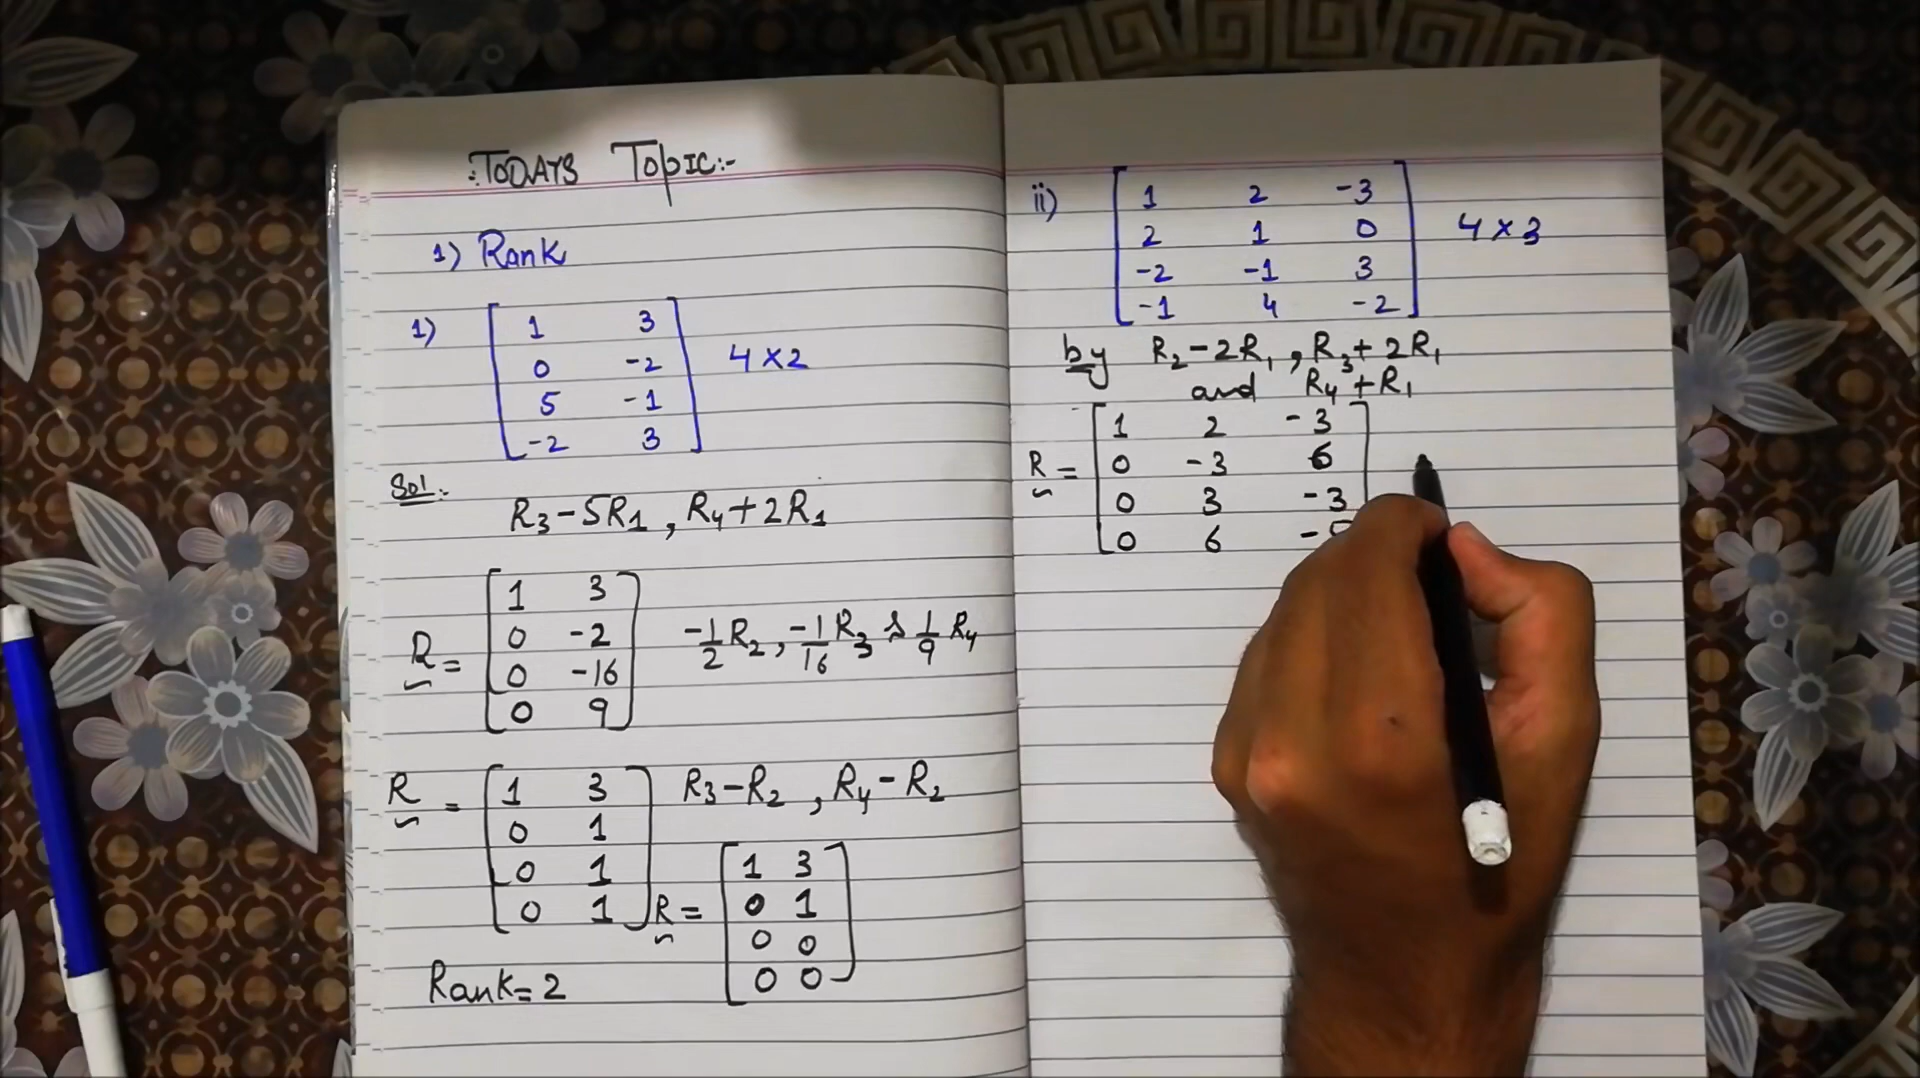 :TODAYS TOPIC:-
1) Rank
1) [ 1 3
0 -2
5 -1
-2 3 ] 4×2
Sol:-
R3-5R1, R4+2R1
R = [ 1 3
0 -2
0 -16
0 9 ] -1/2 R2, -1/16 R3 & 1/9 R4
R = [ 1 3
0 1
0 1
0 1 ] R3-R2, R4-R2
R = [ 1 3
0 1
0 0
0 0 ]
Rank=2
ii) [ 1 2 -3
2 1 0
-2 -1 3
-1 4 -2 ] 4×3
by R2-2R1, R3+2R1
and R4+R1
R = [ 1 2 -3
0 -3 6
0 3 -3
0 6 -